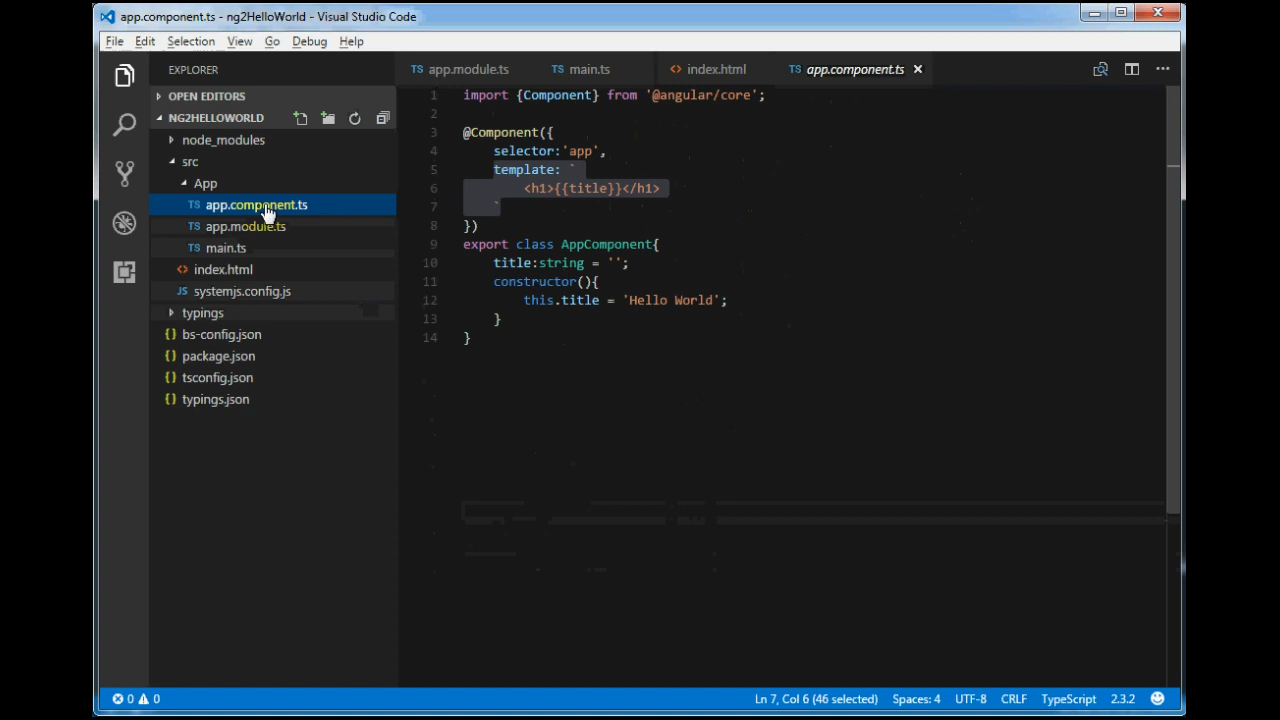 app.component.ts - ng2HelloWorld - Visual Studio Code
File Edit Selection View Go Debug Help
EXPLORER
OPEN EDITORS
NG2HELLOWORLD
node_modules
src
App
TS app.component.ts
TS app.module.ts
TS main.ts
<> index.html
JS systemjs.config.js
typings
{} bs-config.json
{} package.json
{} tsconfig.json
{} typings.json
TS app.module.ts TS main.ts <> index.html TS app.component.ts
1 import {Component} from '@angular/core';
2
3 @Component({
4 selector:'app',
5 template: `
6 <h1>{{title}}</h1>
7 `
8 })
9 export class AppComponent{
10 title:string = '';
11 constructor(){
12 this.title = 'Hello World';
13 }
14 }
0 0 Ln 7, Col 6 (46 selected) Spaces: 4 UTF-8 CRLF TypeScript 2.3.2